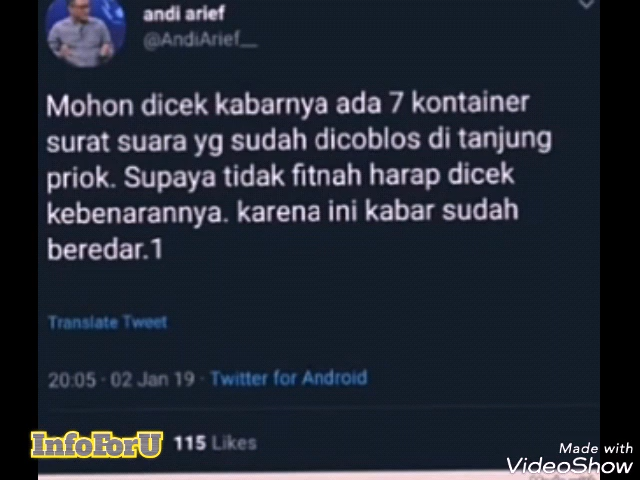 andi arief
@AndiArief__
Mohon dicek kabarnya ada 7 kontainer
surat suara yg sudah dicoblos di tanjung
priok. Supaya tidak fitnah harap dicek
kebenarannya. karena ini kabar sudah
beredar.1
Translate Tweet
20:05 · 02 Jan 19 · Twitter for Android
InfoForU
115 Likes
Made with
VideoShow